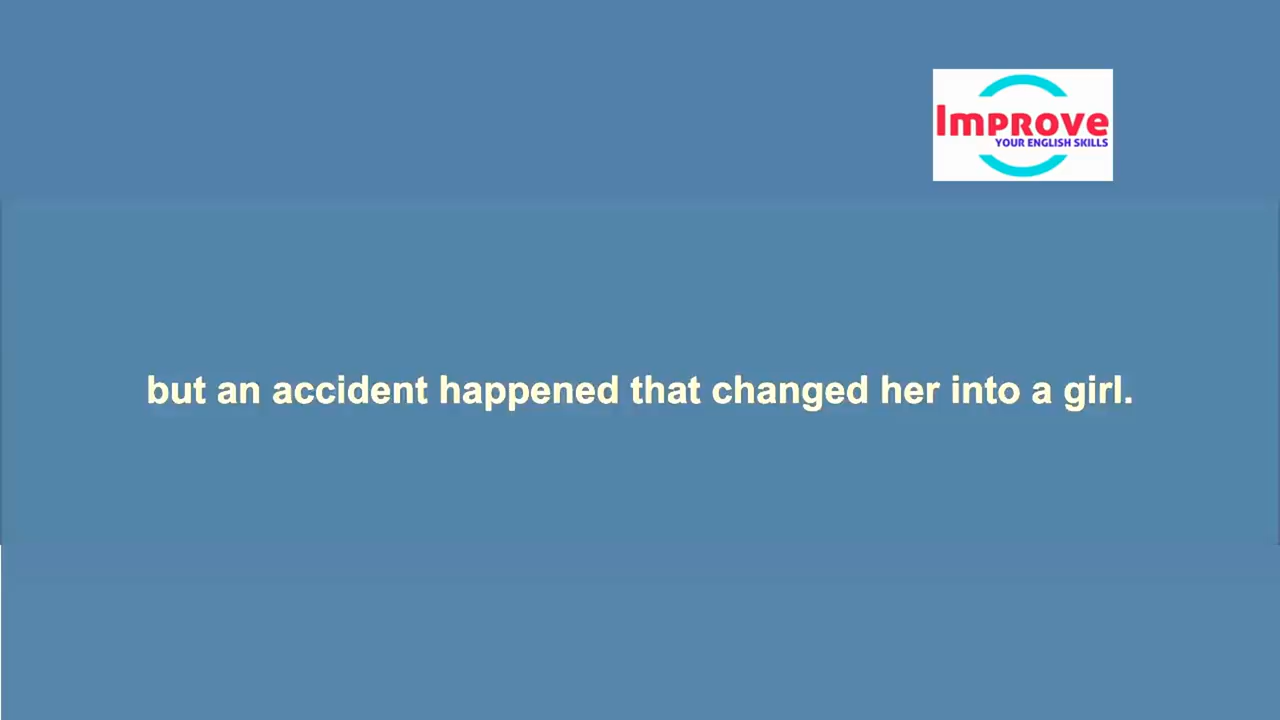 Improve
YOUR ENGLISH SKILLS
but an accident happened that changed her into a girl.